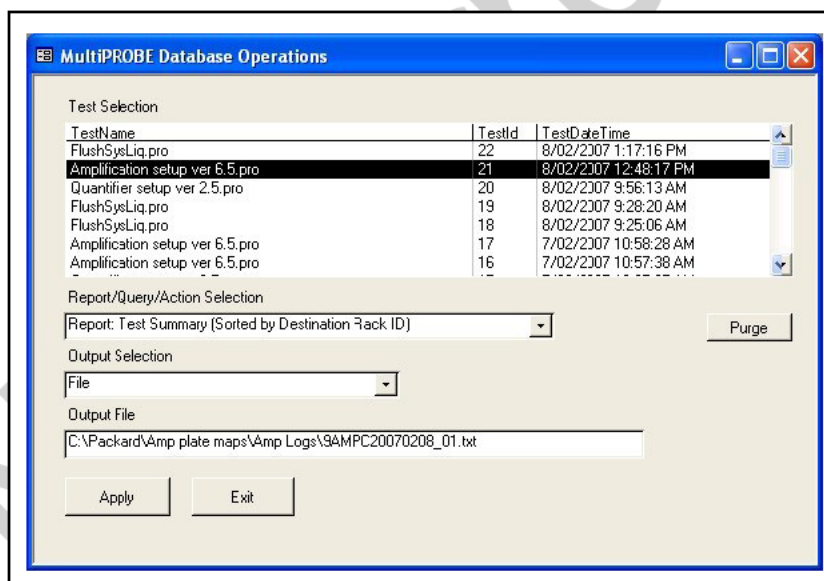 MultiPROBE Database Operations
Test Selection
TestName TestId TestDateTime
FlushSysLiq.pro 22 8/02/2007 1:17:16 PM
Amplification setup ver 6.5.pro 21 8/02/2007 12:48:17 PM
Quantifier setup ver 2.5.pro 20 8/02/2007 9:56:13 AM
FlushSysLiq.pro 19 8/02/2007 9:28:20 AM
FlushSysLiq.pro 18 8/02/2007 9:25:06 AM
Amplification setup ver 6.5.pro 17 7/02/2007 10:58:28 AM
Amplification setup ver 6.5.pro 16 7/02/2007 10:57:38 AM
Report/Query/Action Selection
Report: Test Summary (Sorted by Destination Rack ID)
Purge
Output Selection
File
Output File
C:\Packard\Amp plate maps\Amp Logs\9AMPC20070208_01.txt
Apply Exit